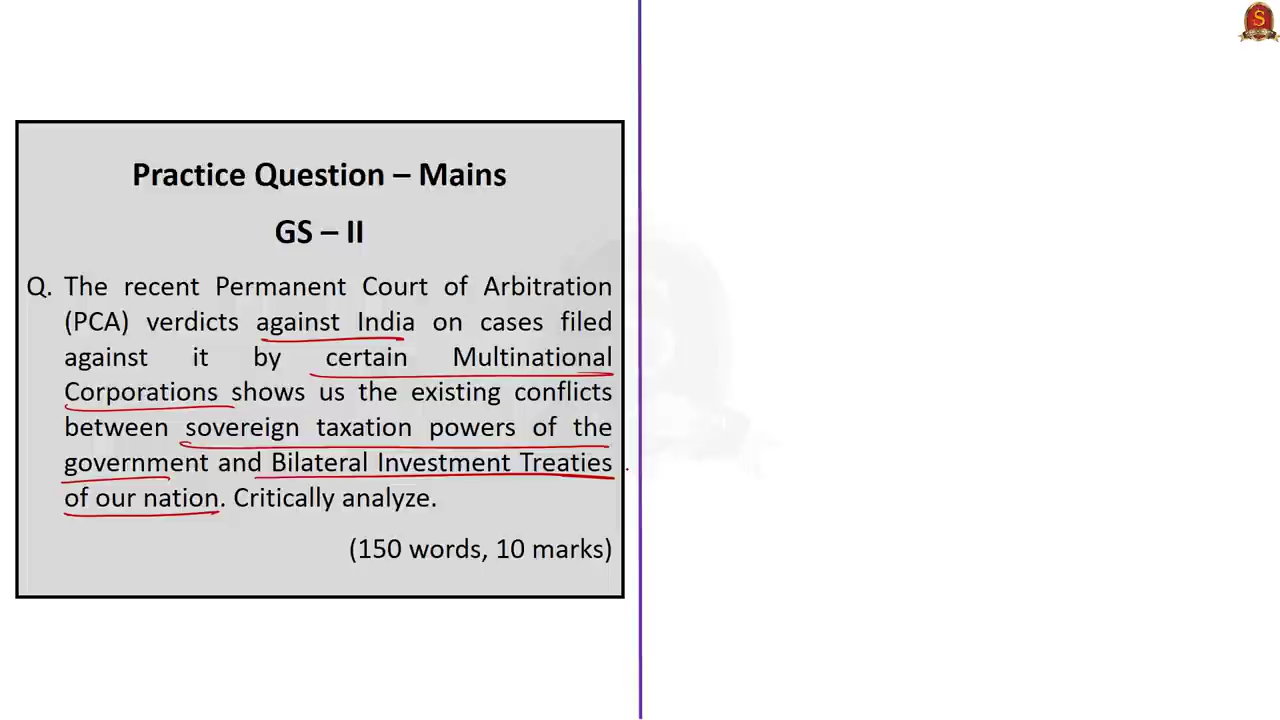 S
Practice Question – Mains
GS – II
Q. The recent Permanent Court of Arbitration
(PCA) verdicts against India on cases filed
against it by certain Multinational
Corporations shows us the existing conflicts
between sovereign taxation powers of the
government and Bilateral Investment Treaties
of our nation. Critically analyze.
(150 words, 10 marks)